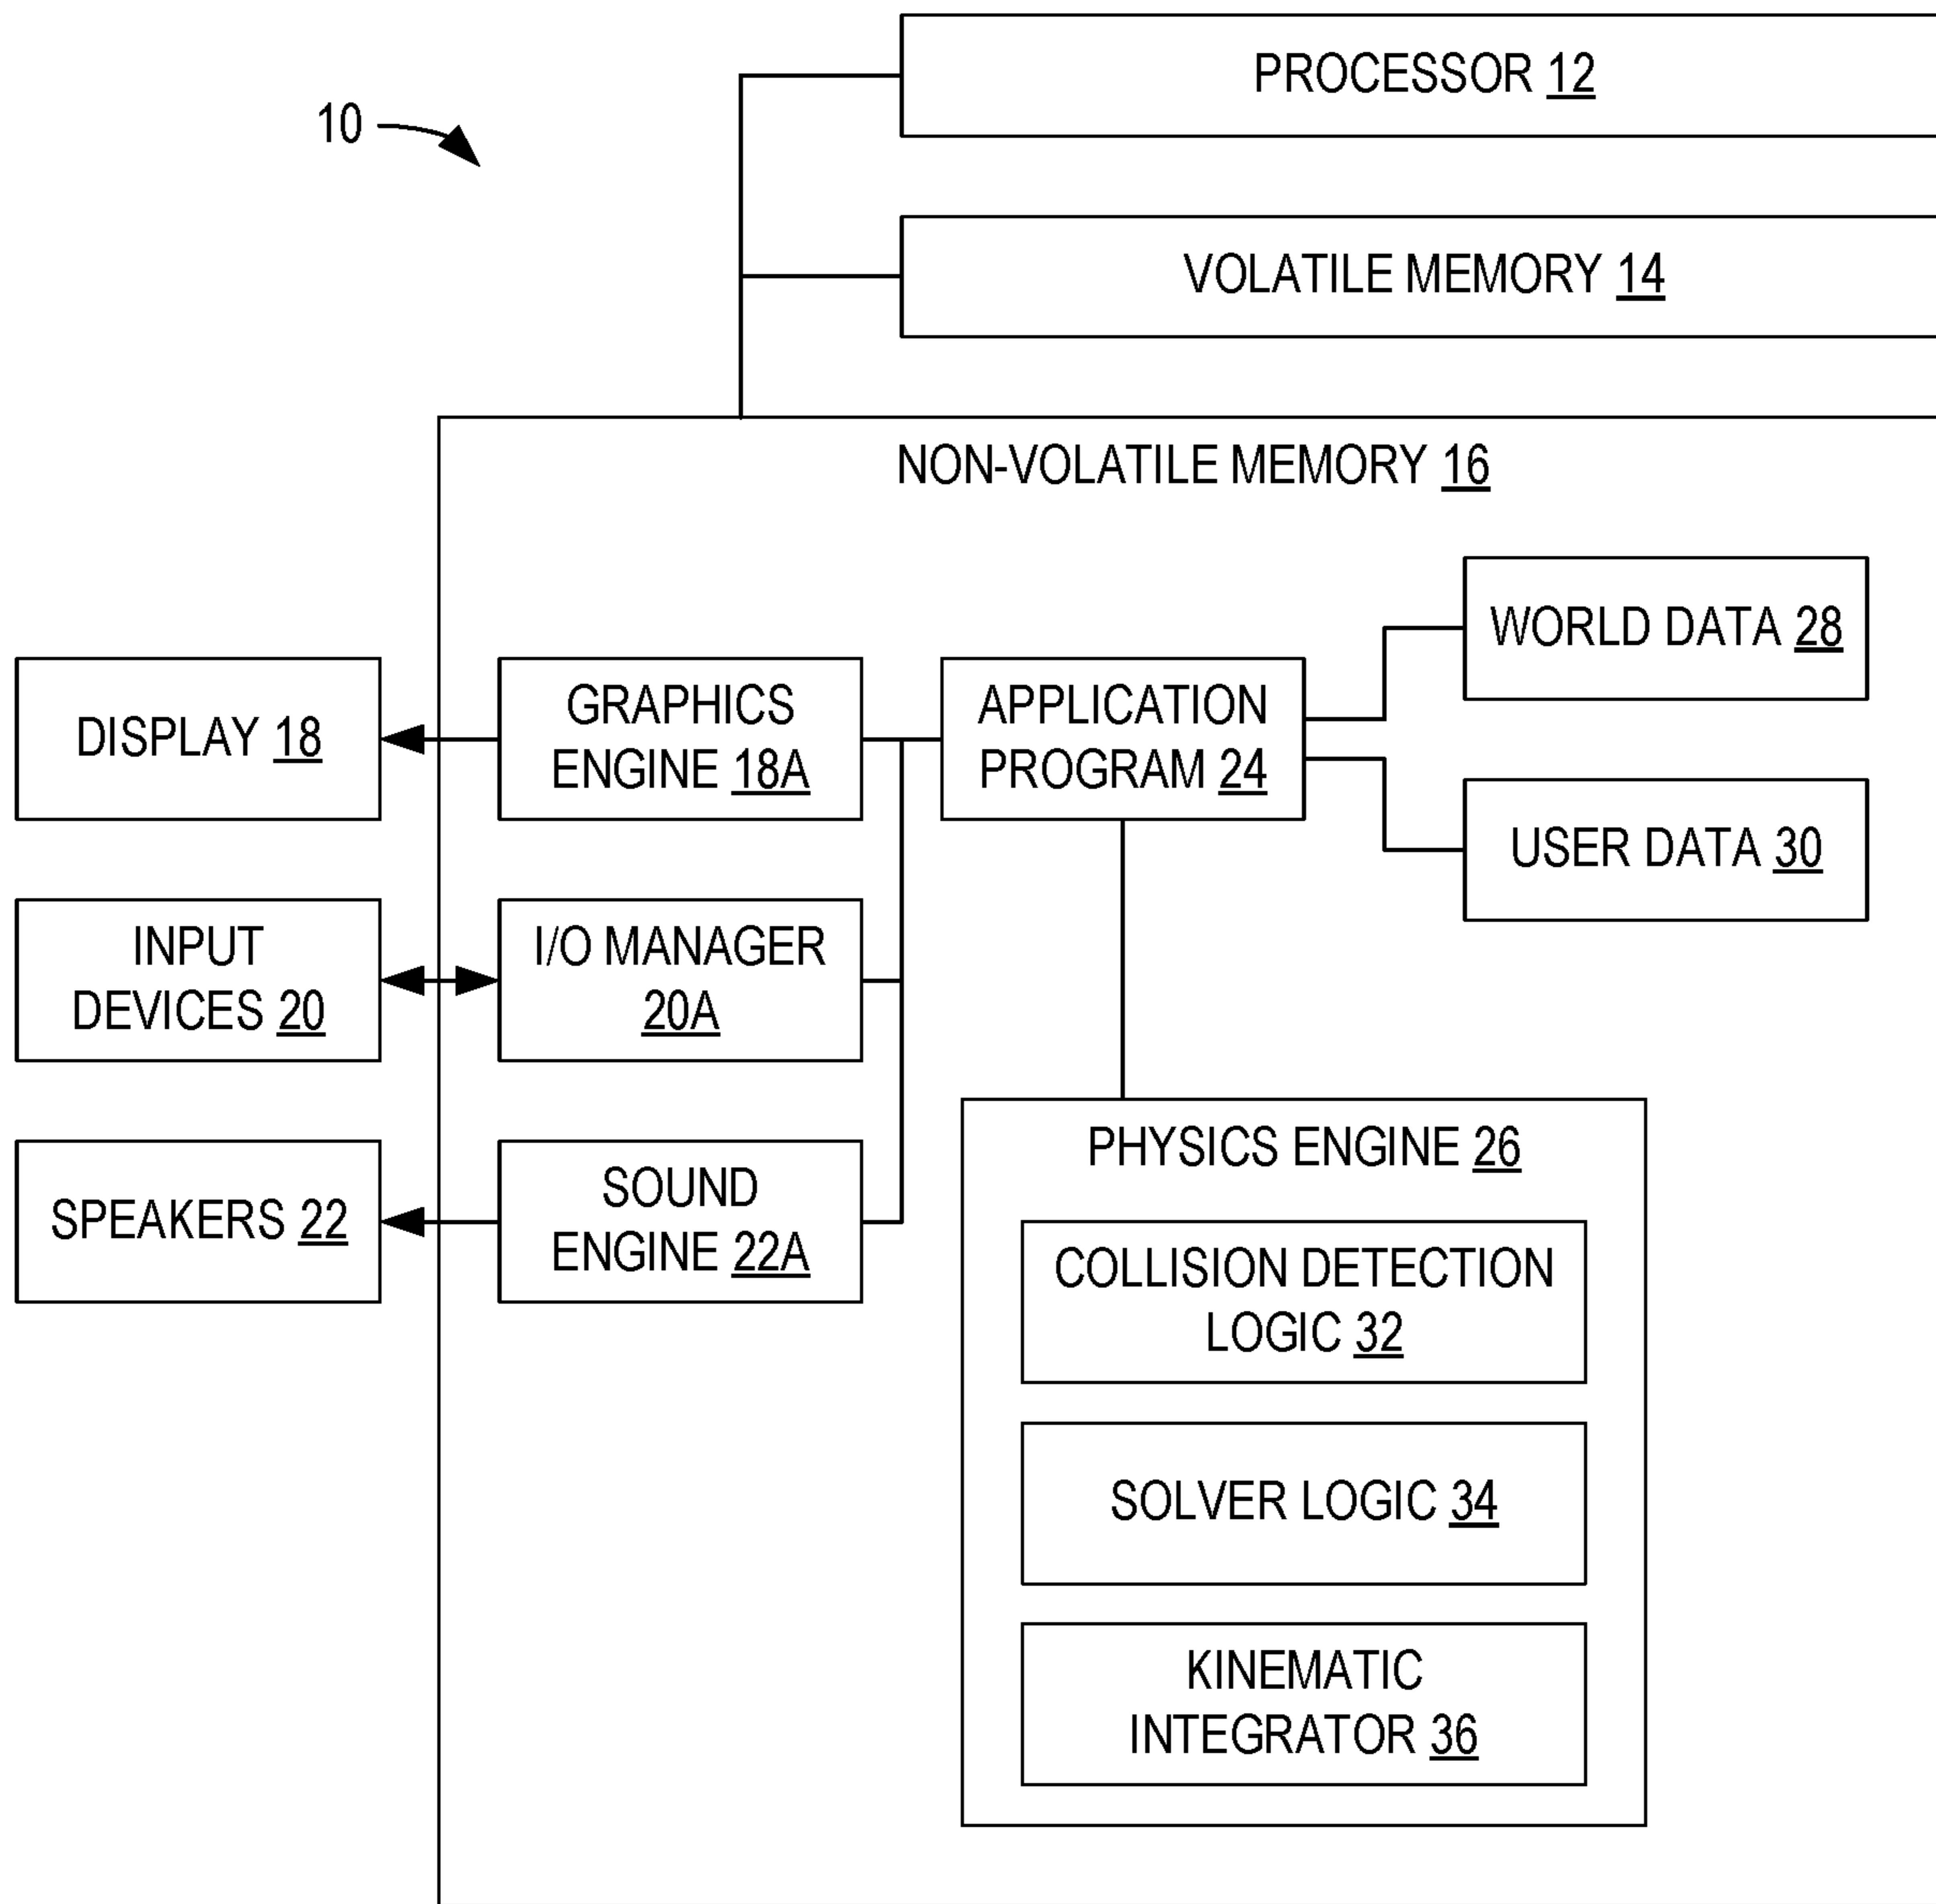 PROCESSOR 12
10
VOLATILE MEMORY 14
NON-VOLATILE MEMORY 16
WORLD DATA 28
DISPLAY 18
GRAPHICS
ENGINE 18A
APPLICATION
PROGRAM 24
USER DATA 30
INPUT
DEVICES 20
I/O MANAGER
20A
SPEAKERS 22
SOUND
ENGINE 22A
PHYSICS ENGINE 26
COLLISION DETECTION
LOGIC 32
SOLVER LOGIC 34
KINEMATIC
INTEGRATOR 36